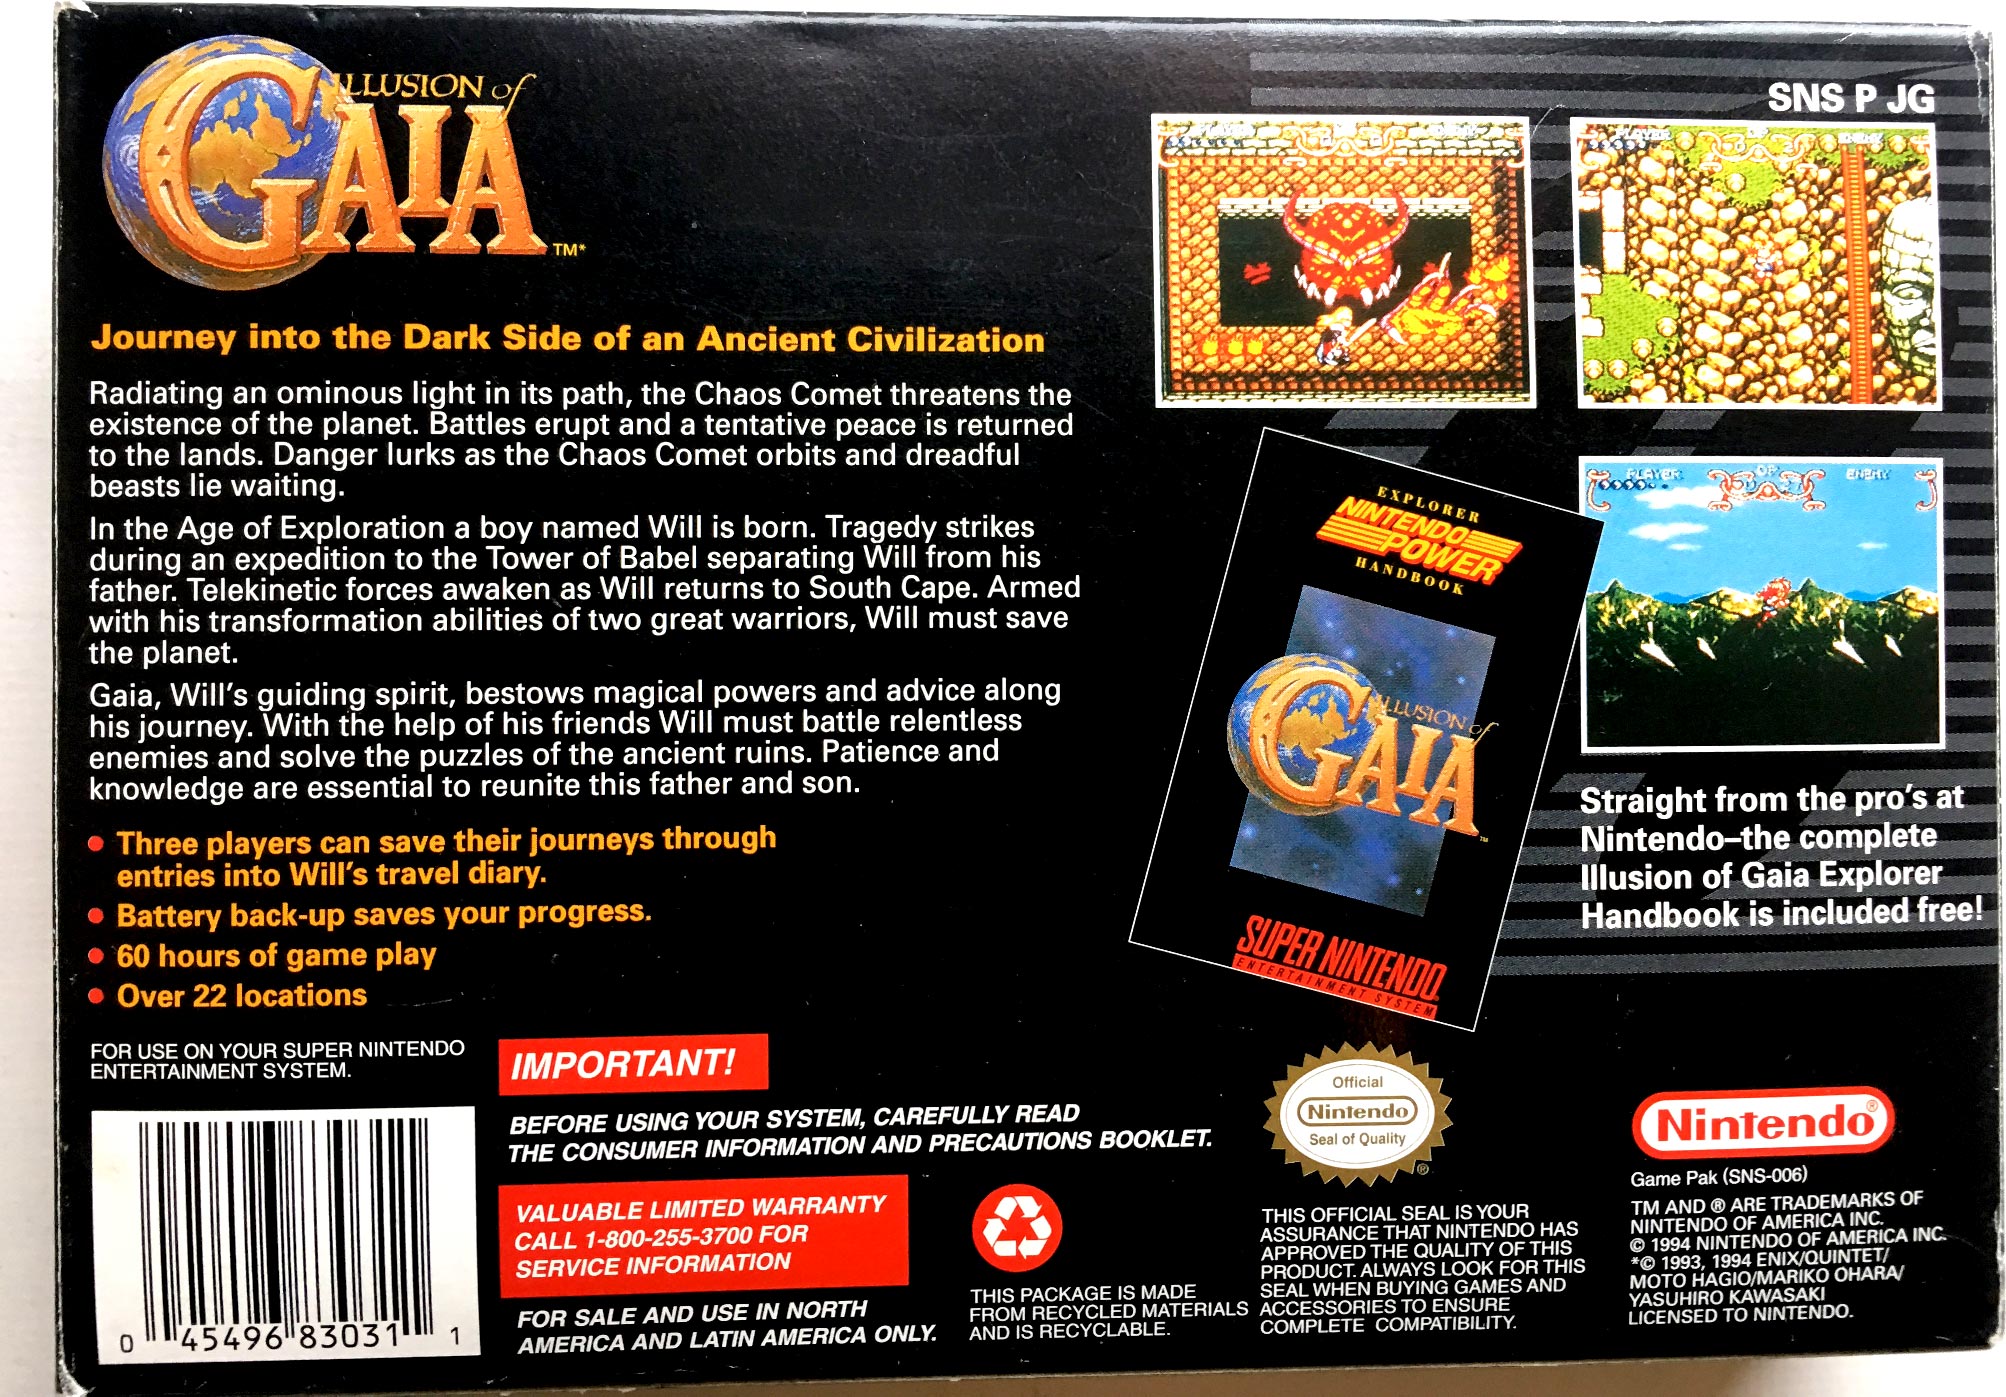 ILLUSION of
GAIA
TM*
SNS P JG
Journey into the Dark Side of an Ancient Civilization
Radiating an ominous light in its path, the Chaos Comet threatens the
existence of the planet. Battles erupt and a tentative peace is returned
to the lands. Danger lurks as the Chaos Comet orbits and dreadful
beasts lie waiting.
In the Age of Exploration a boy named Will is born. Tragedy strikes
during an expedition to the Tower of Babel separating Will from his
father. Telekinetic forces awaken as Will returns to South Cape. Armed
with his transformation abilities of two great warriors, Will must save
the planet.
Gaia, Will's guiding spirit, bestows magical powers and advice along
his journey. With the help of his friends Will must battle relentless
enemies and solve the puzzles of the ancient ruins. Patience and
knowledge are essential to reunite this father and son.
• Three players can save their journeys through
entries into Will's travel diary.
• Battery back-up saves your progress.
• 60 hours of game play
• Over 22 locations
PLAYER ENEMY
PLAYER DP ENEMY
EXPLORER
NINTENDO
POWER
HANDBOOK
ILLUSION of
GAIA
TM
SUPER NINTENDO
ENTERTAINMENT SYSTEM
Straight from the pro's at
Nintendo–the complete
Illusion of Gaia Explorer
Handbook is included free!
FOR USE ON YOUR SUPER NINTENDO
ENTERTAINMENT SYSTEM.
0 45496 83031 1
IMPORTANT!
BEFORE USING YOUR SYSTEM, CAREFULLY READ
THE CONSUMER INFORMATION AND PRECAUTIONS BOOKLET.
VALUABLE LIMITED WARRANTY
CALL 1-800-255-3700 FOR
SERVICE INFORMATION
FOR SALE AND USE IN NORTH
AMERICA AND LATIN AMERICA ONLY.
THIS PACKAGE IS MADE
FROM RECYCLED MATERIALS
AND IS RECYCLABLE.
Official
Nintendo
Seal of Quality
®
THIS OFFICIAL SEAL IS YOUR
ASSURANCE THAT NINTENDO HAS
APPROVED THE QUALITY OF THIS
PRODUCT. ALWAYS LOOK FOR THIS
SEAL WHEN BUYING GAMES AND
ACCESSORIES TO ENSURE
COMPLETE COMPATIBILITY.
Nintendo®
Game Pak (SNS-006)
TM AND ® ARE TRADEMARKS OF
NINTENDO OF AMERICA INC.
© 1994 NINTENDO OF AMERICA INC.
*© 1993, 1994 ENIX/QUINTET/
MOTO HAGIO/MARIKO OHARA/
YASUHIRO KAWASAKI
LICENSED TO NINTENDO.